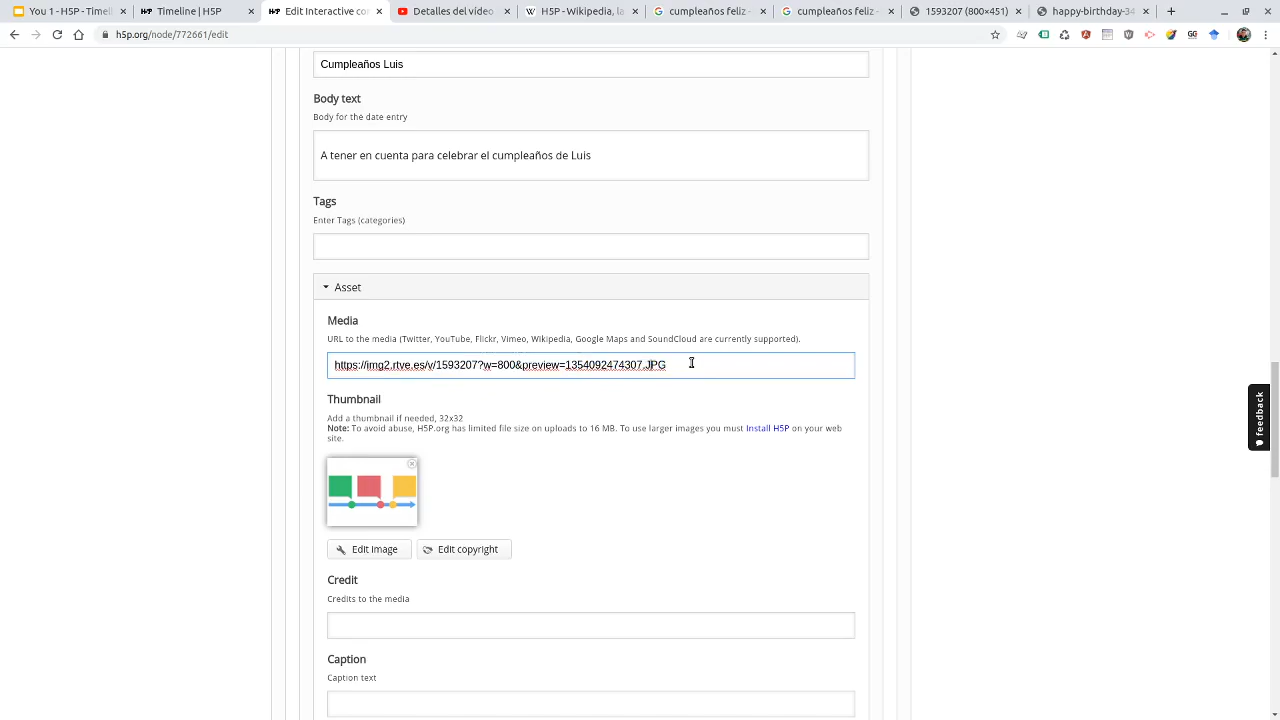 You 1 - H5P - Timeli
Timeline | H5P
Edit Interactive co
Detalles del vídeo
H5P - Wikipedia, la
cumpleaños feliz -
cumpleaños feliz -
1593207 (800×451)
happy-birthday-34
h5p.org/node/772661/edit
Cumpleaños Luis
Body text
Body for the date entry
A tener en cuenta para celebrar el cumpleaños de Luis
Tags
Enter Tags (categories)
Asset
Media
URL to the media (Twitter, YouTube, Flickr, Vimeo, Wikipedia, Google Maps and SoundCloud are currently supported).
https://img2.rtve.es/v/1593207?w=800&preview=1354092474307.JPG
Thumbnail
Add a thumbnail if needed, 32x32
Note: To avoid abuse, H5P.org has limited file size on uploads to 16 MB. To use larger images you must Install H5P on your web
site.
Edit image
Edit copyright
feedback
Credit
Credits to the media
Caption
Caption text